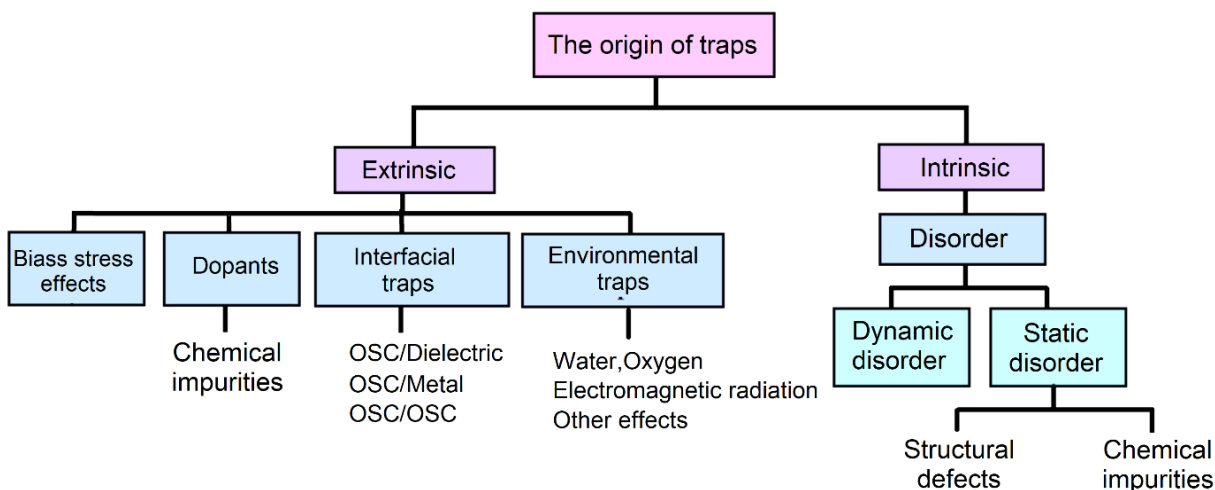 The origin of traps
Extrinsic
Intrinsic
Biass stress
effects
Dopants
Interfacial
traps
Environmental
traps
Disorder
Chemical
impurities
OSC/Dielectric
OSC/Metal
OSC/OSC
Water,Oxygen
Electromagnetic radiation
Other effects
Dynamic
disorder
Static
disorder
Structural
defects
Chemical
impurities